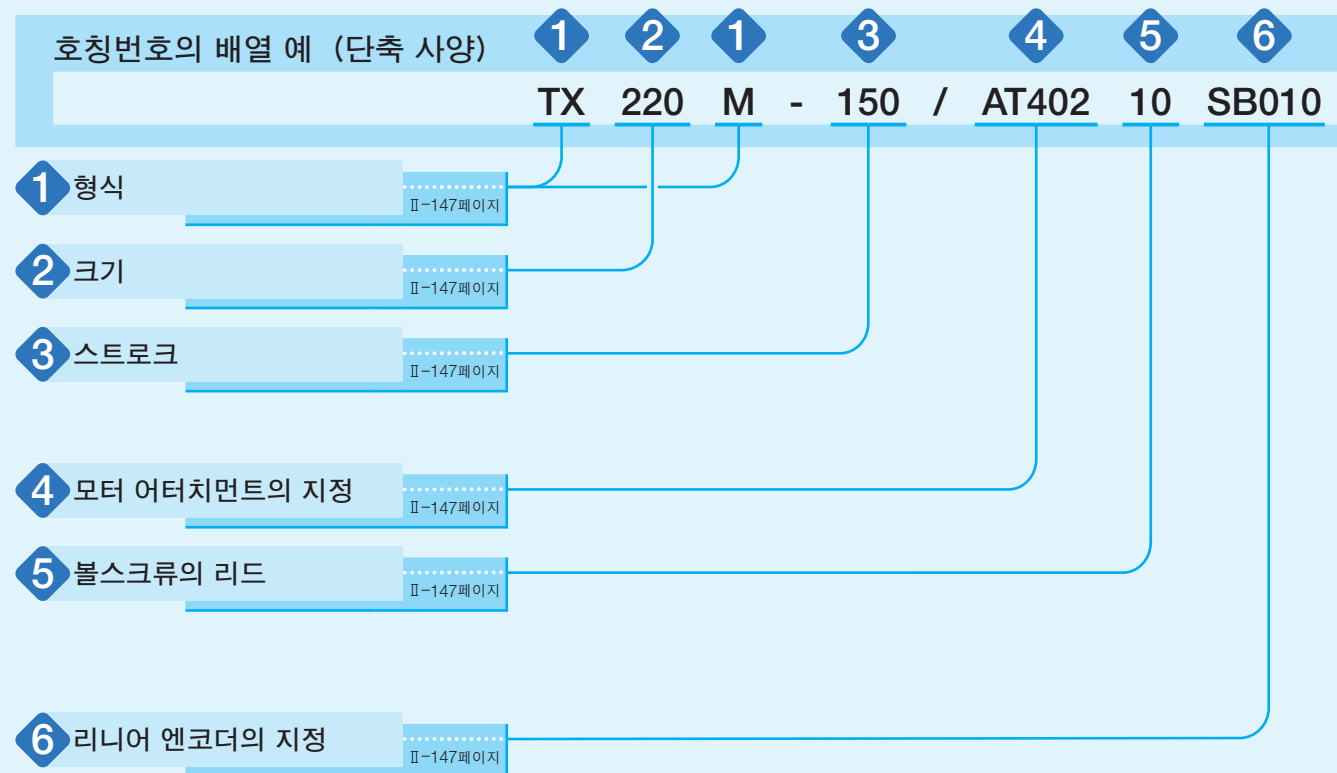 호칭번호의 배열 예 (단축 사양)
1 2 1 3 4 5 6
TX 220 M - 150 / AT402 10 SB010
1 형식
Ⅱ-147페이지
2 크기
Ⅱ-147페이지
3 스트로크
Ⅱ-147페이지
4 모터 어터치먼트의 지정
Ⅱ-147페이지
5 볼스크류의 리드
Ⅱ-147페이지
6 리니어 엔코더의 지정
Ⅱ-147페이지